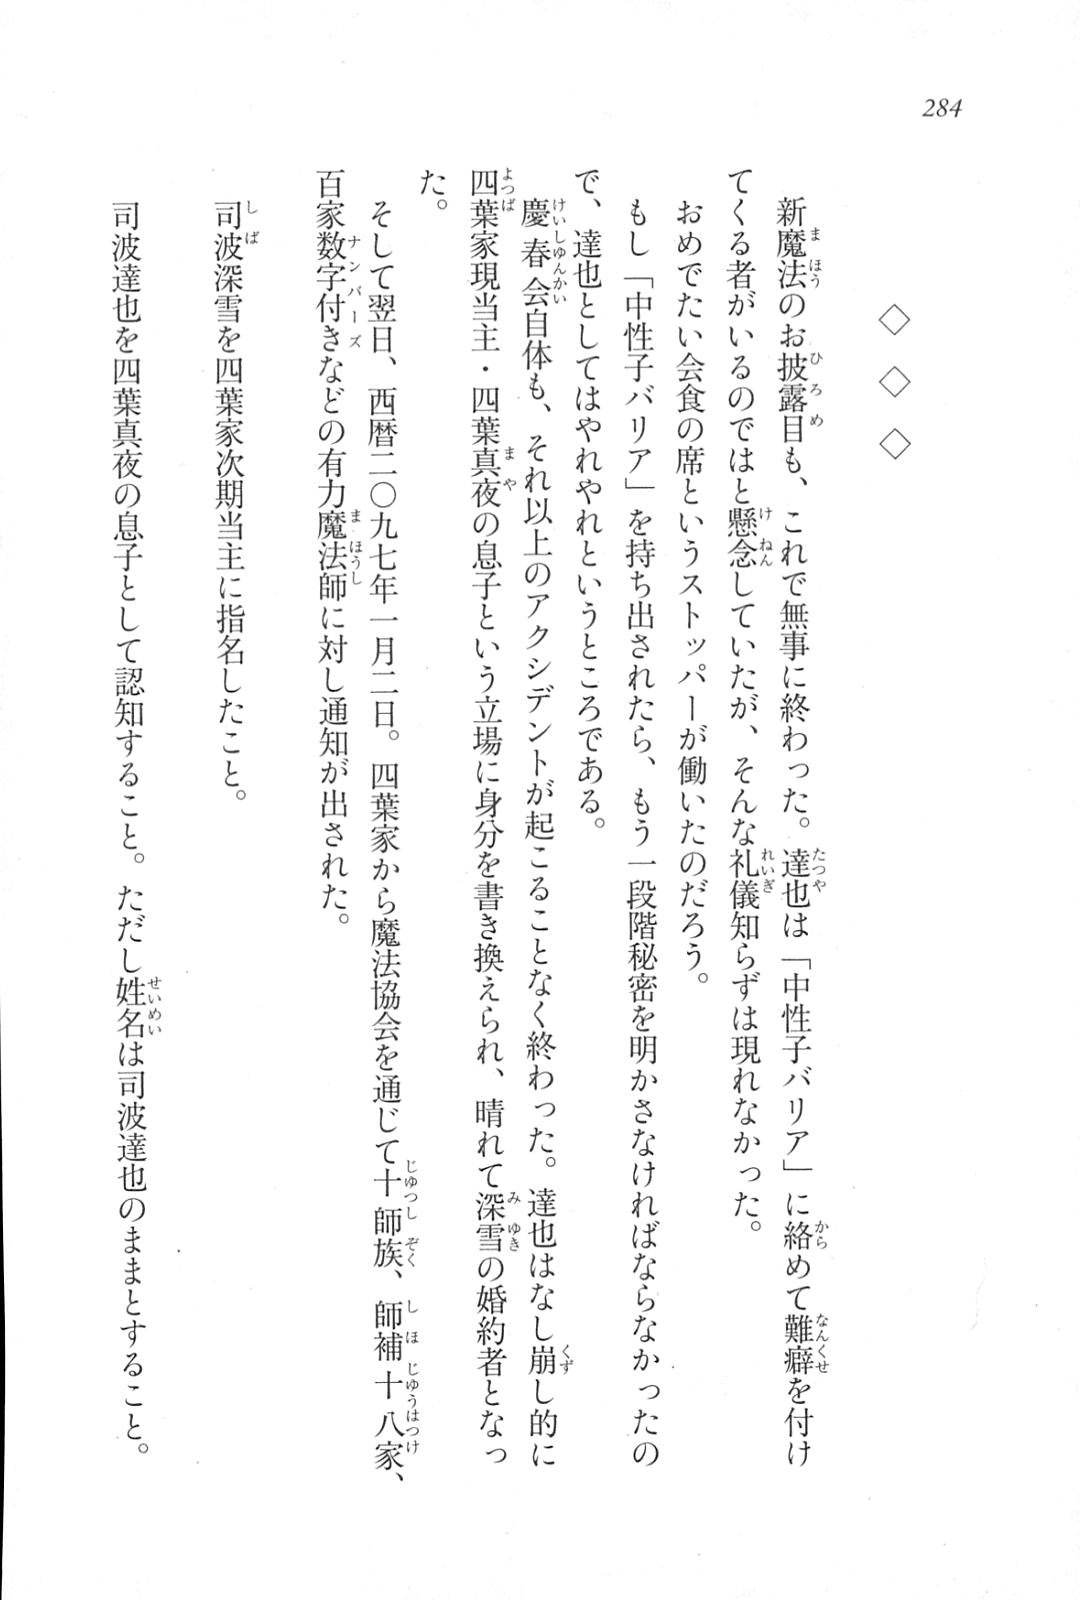 284
◇ ◇ ◇
新魔法のお披露目も、これで無事に終わった。達也は「中性子バリア」に絡めて難癖を付け
てくる者がいるのではと懸念していたが、そんな礼儀知らずは現れなかった。
おめでたい会食の席というストッパーが働いたのだろう。
もし「中性子バリア」を持ち出されたら、もう一段階秘密を明かさなければならなかったの
で、達也としてはやれやれというところである。
慶春会自体も、それ以上のアクシデントが起こることなく終わった。達也はなし崩し的に
四葉家現当主・四葉真夜の息子という立場に身分を書き換えられ、晴れて深雪の婚約者となっ
た。
そして翌日、西暦二〇九七年一月二日。四葉家から魔法協会を通じて十師族、師補十八家、
百家数字付きなどの有力魔法師に対し通知が出された。
司波深雪を四葉家次期当主に指名したこと。
司波達也を四葉真夜の息子として認知すること。ただし姓名は司波達也のままとすること。